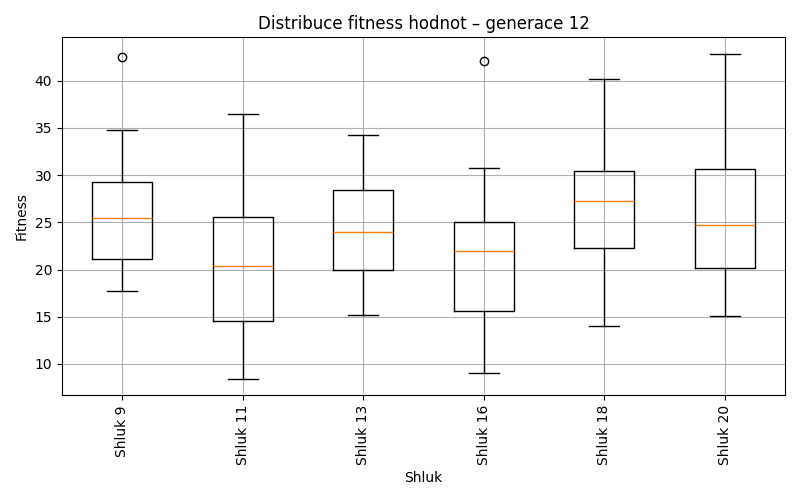 Distribuce fitness hodnot – generace 12
Fitness
40
35
30
25
20
15
10
Shluk 9
Shluk 11
Shluk 13
Shluk 16
Shluk 18
Shluk 20
Shluk